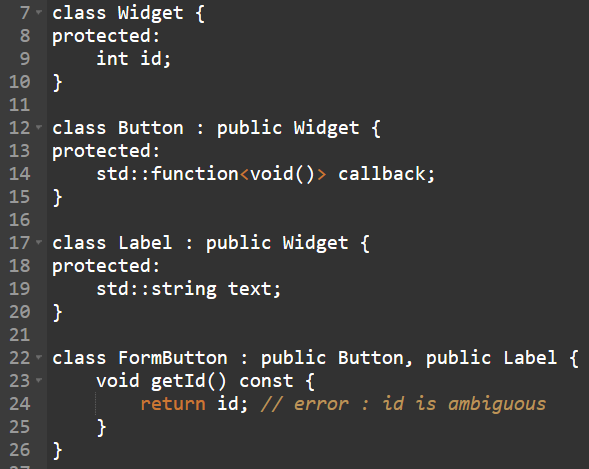 7 class Widget {
8 protected:
9     int id;
10 }
11
12 class Button : public Widget {
13 protected:
14     std::function<void()> callback;
15 }
16
17 class Label : public Widget {
18 protected:
19     std::string text;
20 }
21
22 class FormButton : public Button, public Label {
23     void getId() const {
24         return id; // error : id is ambiguous
25     }
26 }